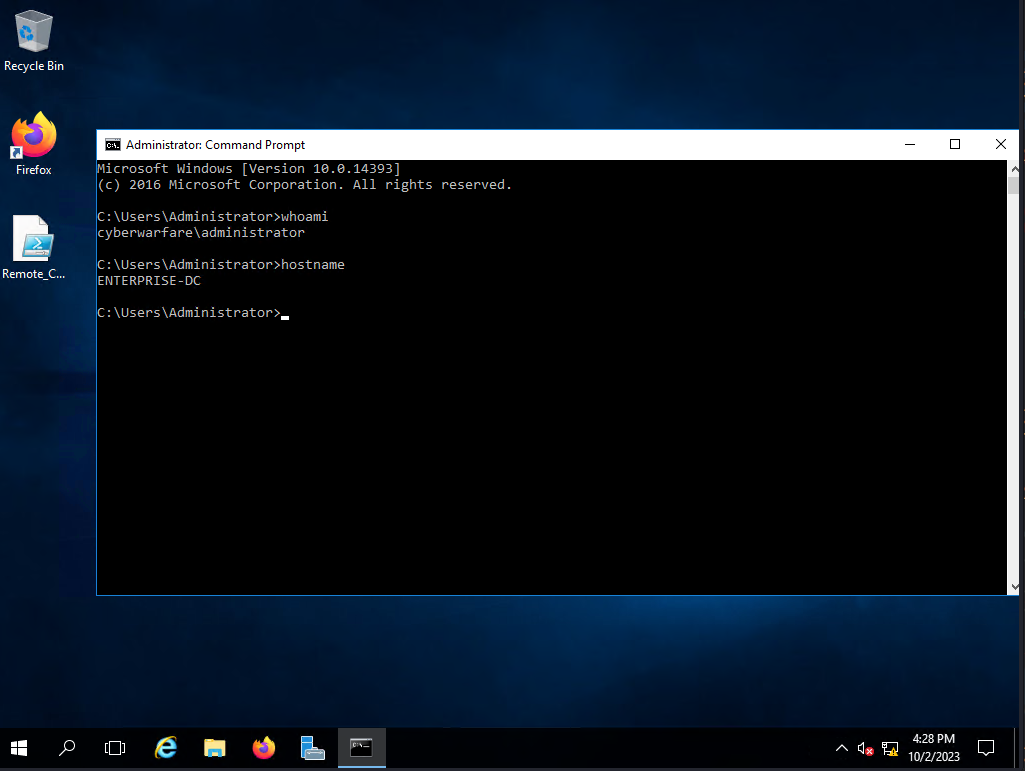 Recycle Bin
Firefox
Remote_C...
Administrator: Command Prompt
Microsoft Windows [Version 10.0.14393]
(c) 2016 Microsoft Corporation. All rights reserved.
C:\Users\Administrator>whoami
cyberwarfare\administrator
C:\Users\Administrator>hostname
ENTERPRISE-DC
C:\Users\Administrator>
4:28 PM
10/2/2023